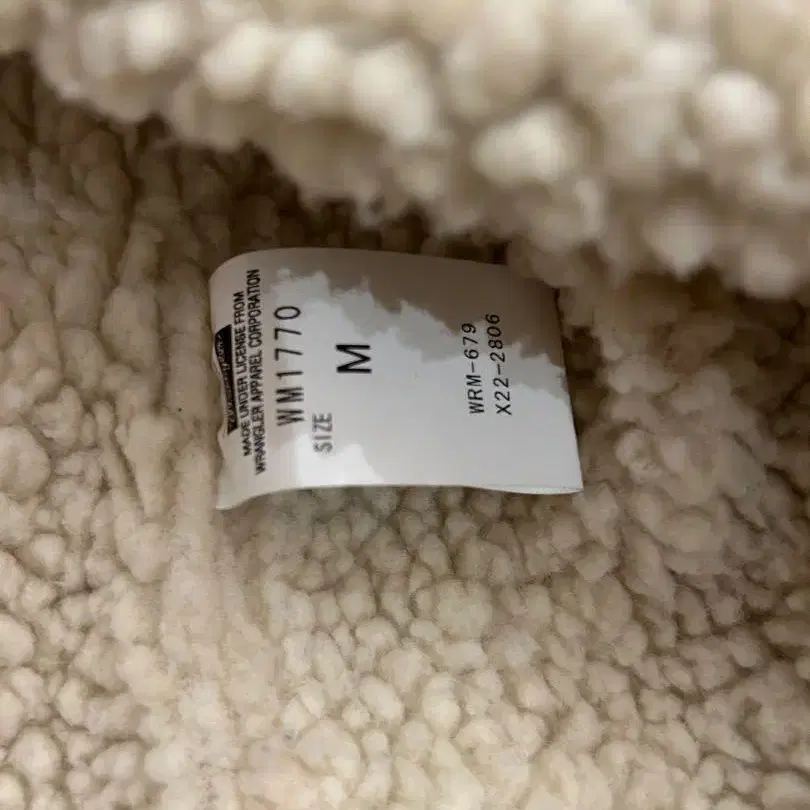 MADE UNDER LICENSE FROM
WRANGLER APPAREL CORPORATION
WM1770
SIZE
M
WRM-679
X22-2806